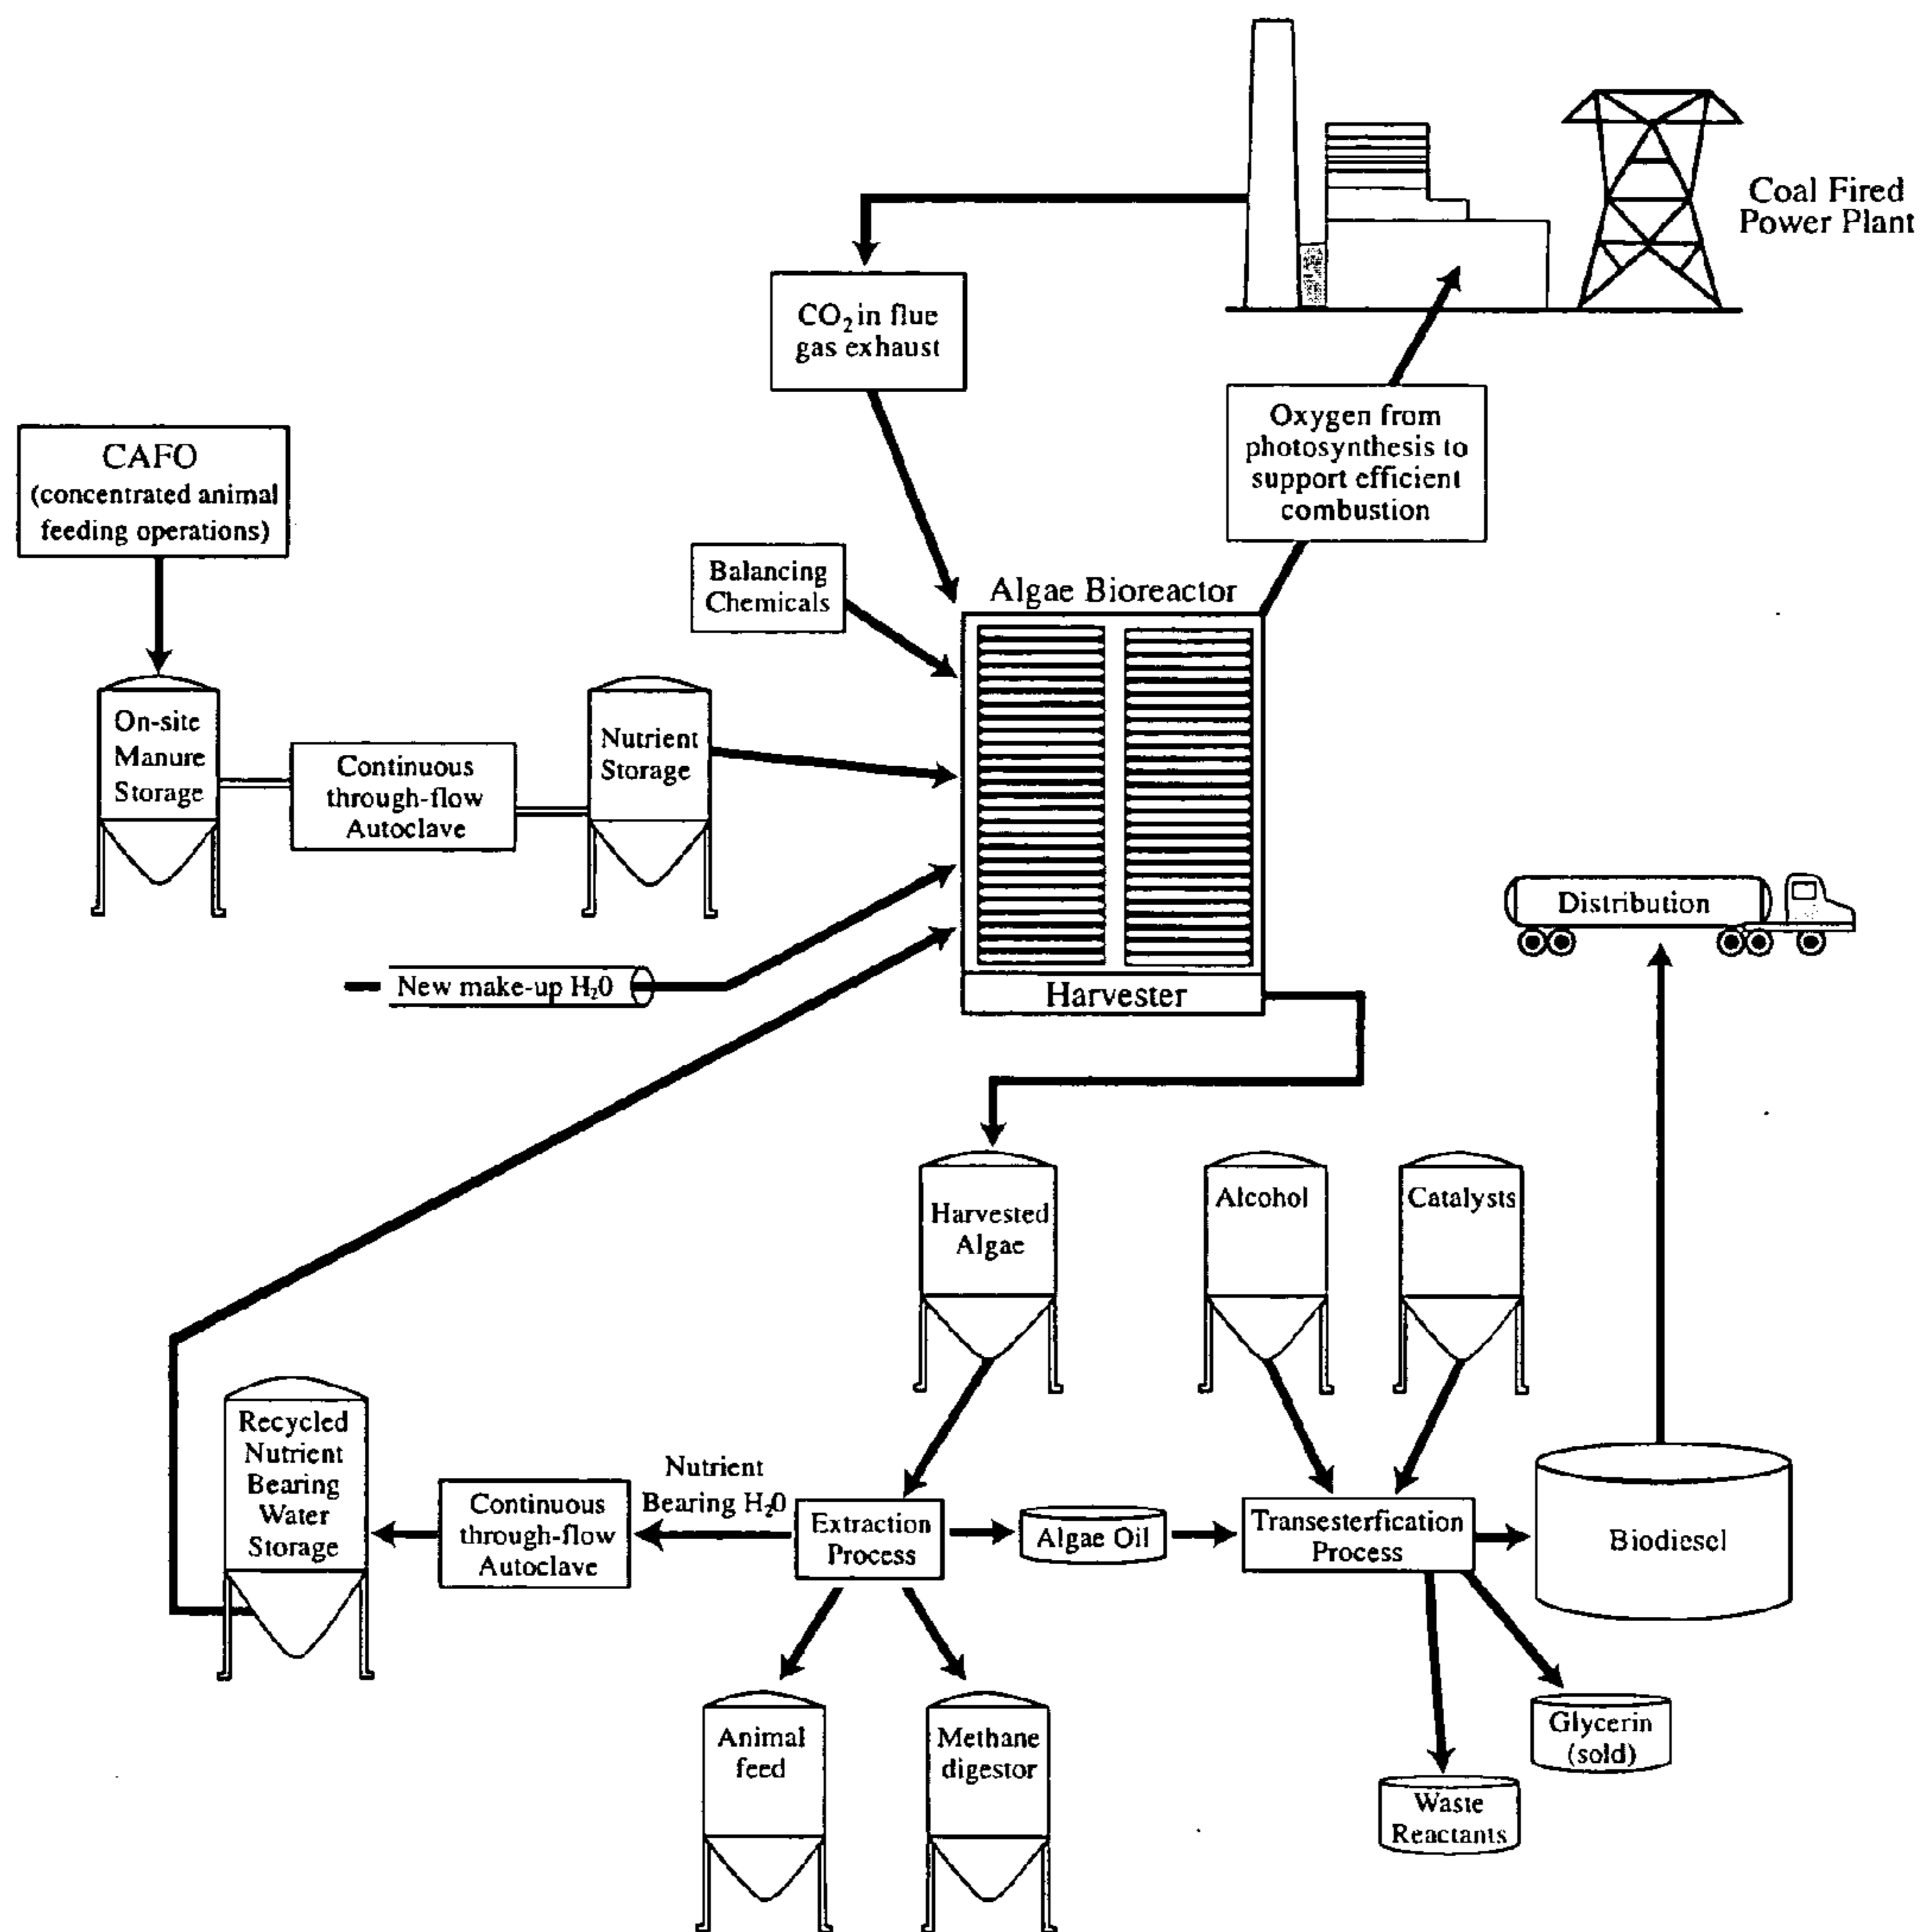 Coal Fired
Power Plant
CO₂ in flue
gas exhaust
Oxygen from
photosynthesis to
support efficient
combustion
CAFO
(concentrated animal
feeding operations)
Balancing
Chemicals
Algae Bioreactor
On-site
Manure
Storage
Continuous
through-flow
Autoclave
Nutrient
Storage
New make-up H₂0
Harvester
Distribution
Harvested
Algae
Alcohol
Catalysts
Recycled
Nutrient
Bearing
Water
Storage
Continuous
through-flow
Autoclave
Nutrient
Bearing H₂0
Extraction
Process
Algae Oil
Transesterfication
Process
Biodiesel
Animal
feed
Methane
digestor
Glycerin
(sold)
Waste
Reactants